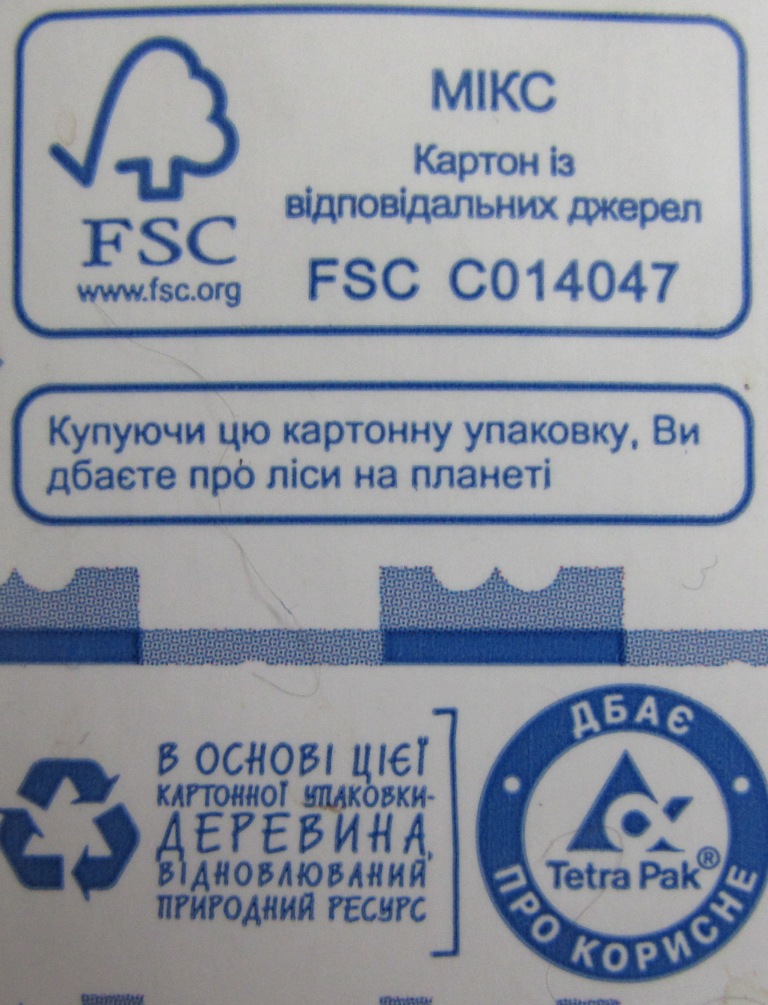 МІКС
Картон із
відповідальних джерел
FSC C014047
FSC
www.fsc.org
Купуючи цю картонну упаковку, Ви
дбаєте про ліси на планеті
В ОСНОВІ ЦІЄЇ
КАРТОННОЇ УПАКОВКИ-
ДЕРЕВИНА,
ВІДНОВЛЮВАНИЙ
ПРИРОДНИЙ РЕСУРС
ДБАЄ
Tetra Pak®
ПРО КОРИСНЕ